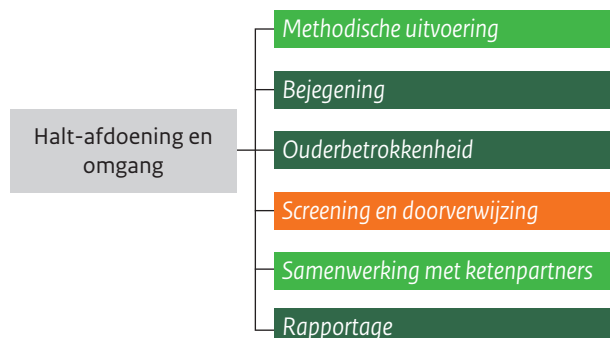 Methodische uitvoering
Bejegening
Halt-afdoening en
omgang
Ouderbetrokkenheid
Screening en doorverwijzing
Samenwerking met ketenpartners
Rapportage